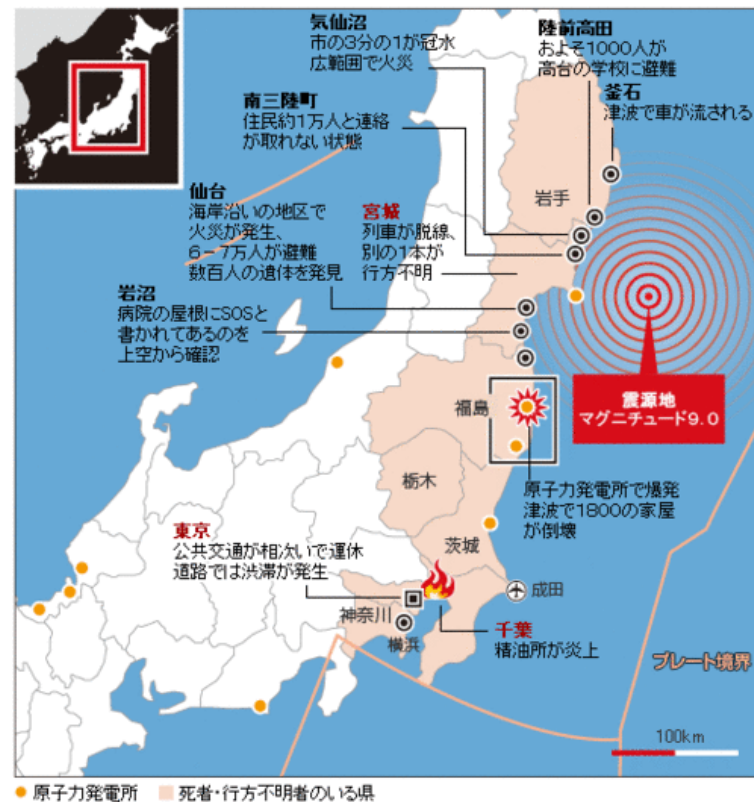 気仙沼
市の3分の1が冠水
広範囲で火災
陸前高田
およそ1000人が
高台の学校に避難
釜石
津波で車が流される
南三陸町
住民約1万人と連絡
が取れない状態
仙台
海岸沿いの地区で
火災が発生、
6-7万人が避難
数百人の遺体を発見
宮城
列車が脱線、
別の1本が
行方不明
岩手
岩沼
病院の屋根にSOSと
書かれてあるのを
上空から確認
震源地
マグニチュード9.0
福島
原子力発電所で爆発
津波で1800の家屋
が倒壊
栃木
茨城
東京
公共交通が相次いで運休
道路では渋滞が発生
成田
神奈川
横浜
千葉
精油所が炎上
プレート境界
100km
原子力発電所
死者・行方不明者のいる県